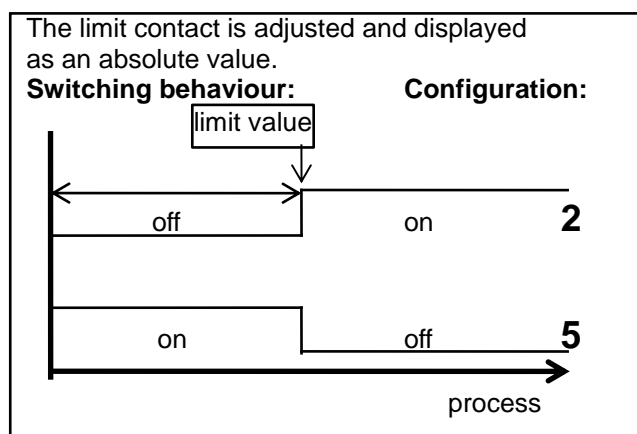 The limit contact is adjusted and displayed
as an absolute value.
Switching behaviour: Configuration:
limit value
off on 2
on off 5
process